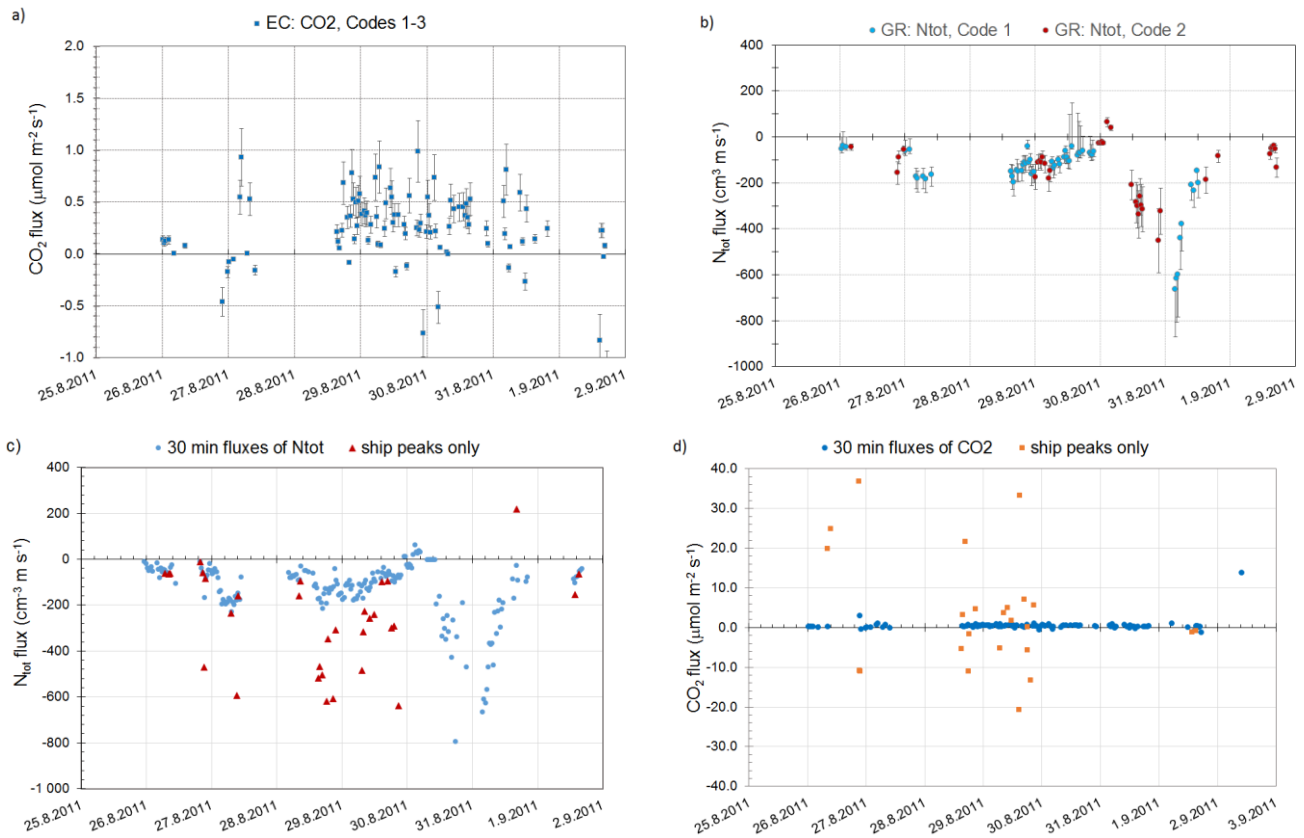 a)
EC: CO2, Codes 1-3
2.0
1.5
1.0
0.5
0.0
-0.5
-1.0
CO₂ flux (µmol m⁻² s⁻¹)
25.8.2011 26.8.2011 27.8.2011 28.8.2011 29.8.2011 30.8.2011 31.8.2011 1.9.2011 2.9.2011
b)
GR: Ntot, Code 1 GR: Ntot, Code 2
400
200
0
-200
-400
-600
-800
-1000
Nₜₒₜ flux (cm³ m s⁻¹)
25.8.2011 26.8.2011 27.8.2011 28.8.2011 29.8.2011 30.8.2011 31.8.2011 1.9.2011 2.9.2011
c)
30 min fluxes of Ntot ship peaks only
400
200
0
-200
-400
-600
-800
-1 000
Nₜₒₜ flux (cm⁻³ m s⁻¹)
25.8.2011 26.8.2011 27.8.2011 28.8.2011 29.8.2011 30.8.2011 31.8.2011 1.9.2011 2.9.2011
d)
30 min fluxes of CO2 ship peaks only
40.0
30.0
20.0
10.0
0.0
-10.0
-20.0
-30.0
-40.0
CO₂ flux (µmol m⁻² s⁻¹)
25.8.2011 26.8.2011 27.8.2011 28.8.2011 29.8.2011 30.8.2011 31.8.2011 1.9.2011 2.9.2011 3.9.2011